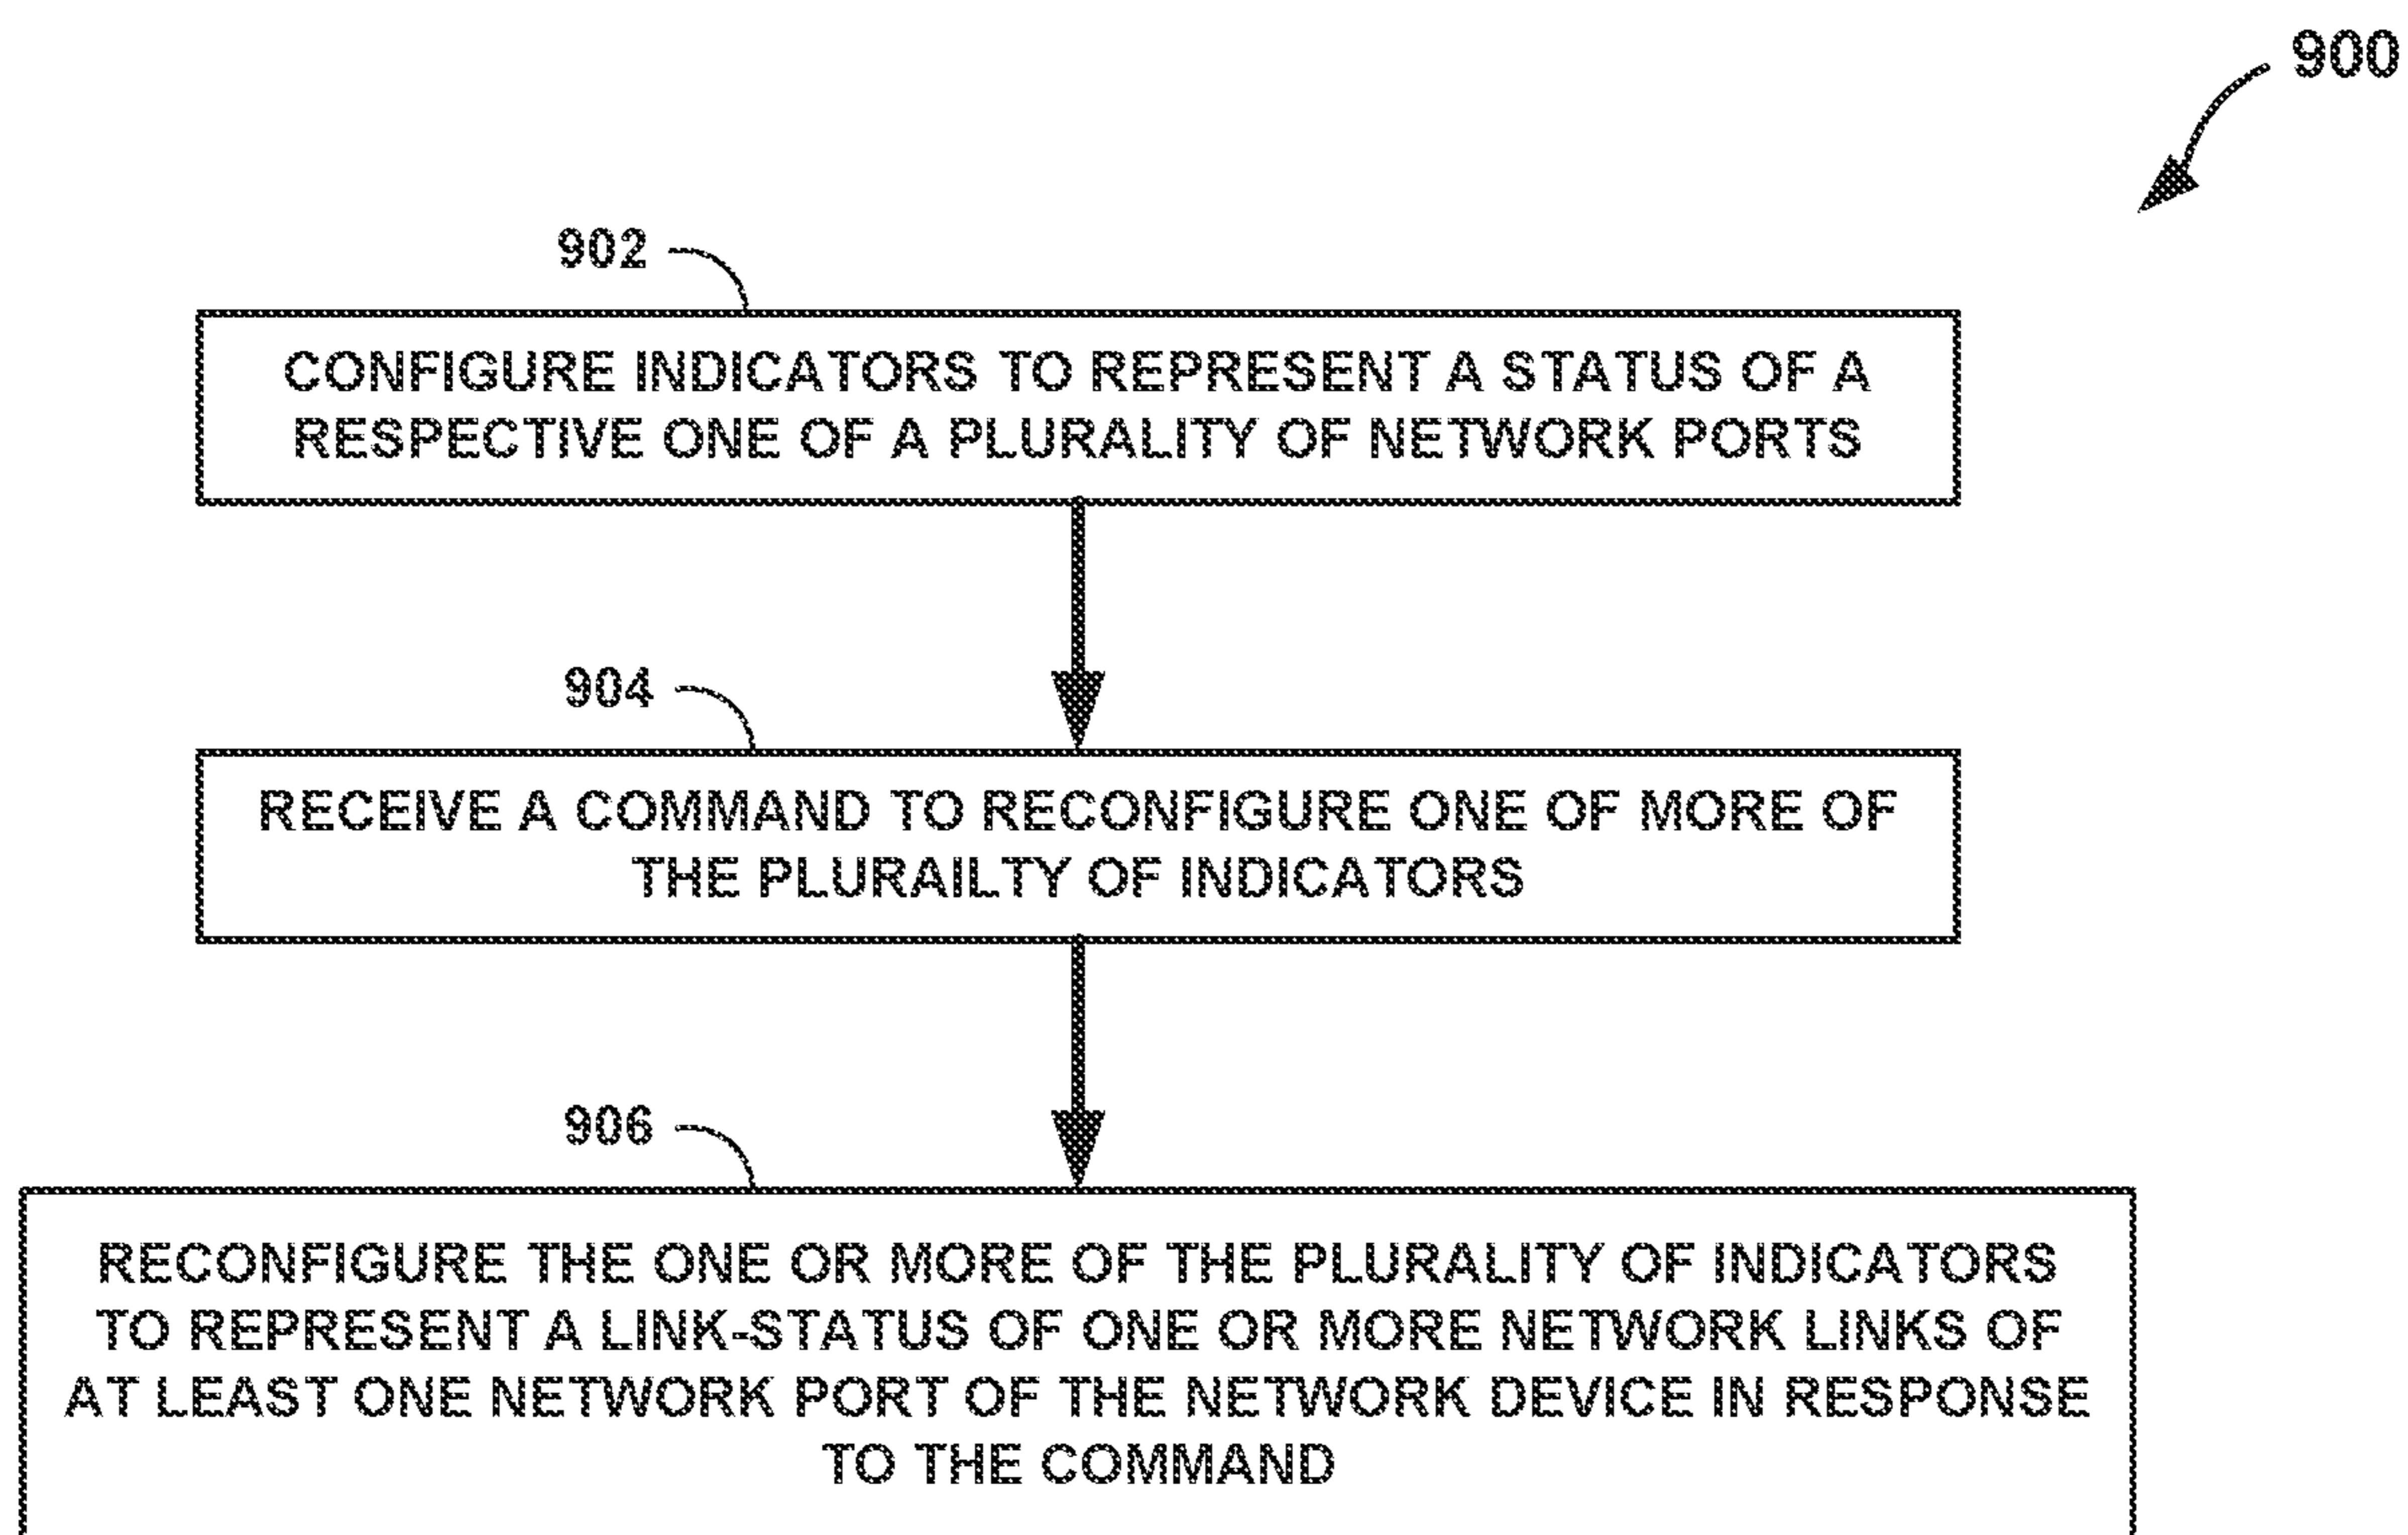 900
902
CONFIGURE INDICATORS TO REPRESENT A STATUS OF A
RESPECTIVE ONE OF A PLURALITY OF NETWORK PORTS
904
RECEIVE A COMMAND TO RECONFIGURE ONE OF MORE OF
THE PLURAILTY OF INDICATORS
906
RECONFIGURE THE ONE OR MORE OF THE PLURALITY OF INDICATORS
TO REPRESENT A LINK-STATUS OF ONE OR MORE NETWORK LINKS OF
AT LEAST ONE NETWORK PORT OF THE NETWORK DEVICE IN RESPONSE
TO THE COMMAND